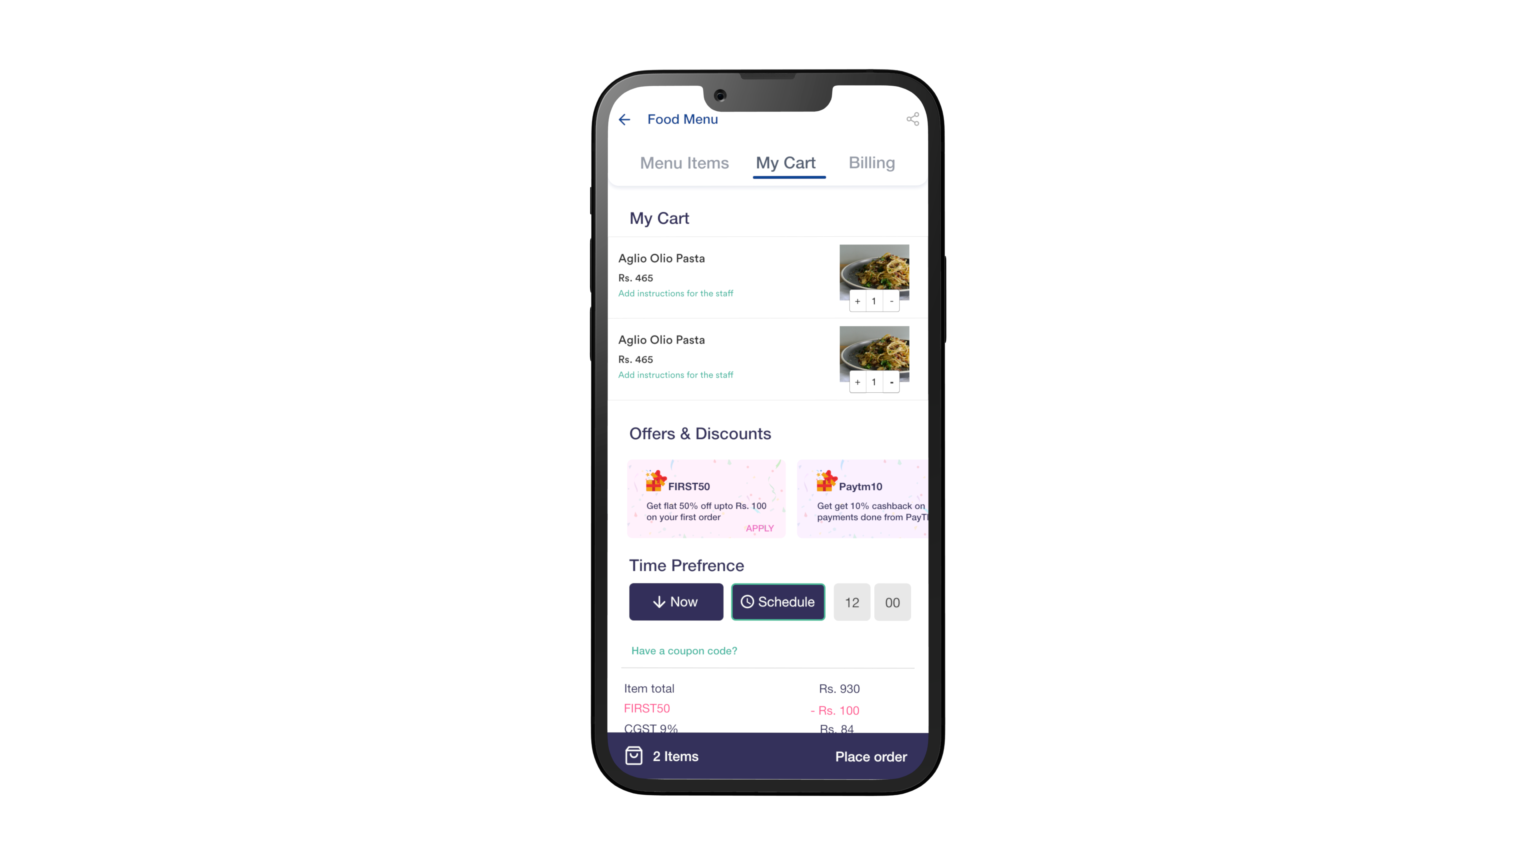 Food Menu
Menu Items My Cart Billing
My Cart
Aglio Olio Pasta
Rs. 465
Add instructions for the staff
+ 1 -
Aglio Olio Pasta
Rs. 465
Add instructions for the staff
+ 1 -
Offers & Discounts
FIRST50
Get flat 50% off upto Rs. 100
on your first order
APPLY
Paytm10
Get get 10% cashback on
payments done from PayT
Time Prefrence
Now Schedule 12 00
Have a coupon code?
Item total Rs. 930
FIRST50 - Rs. 100
CGST 9% Rs. 84
2 Items Place order